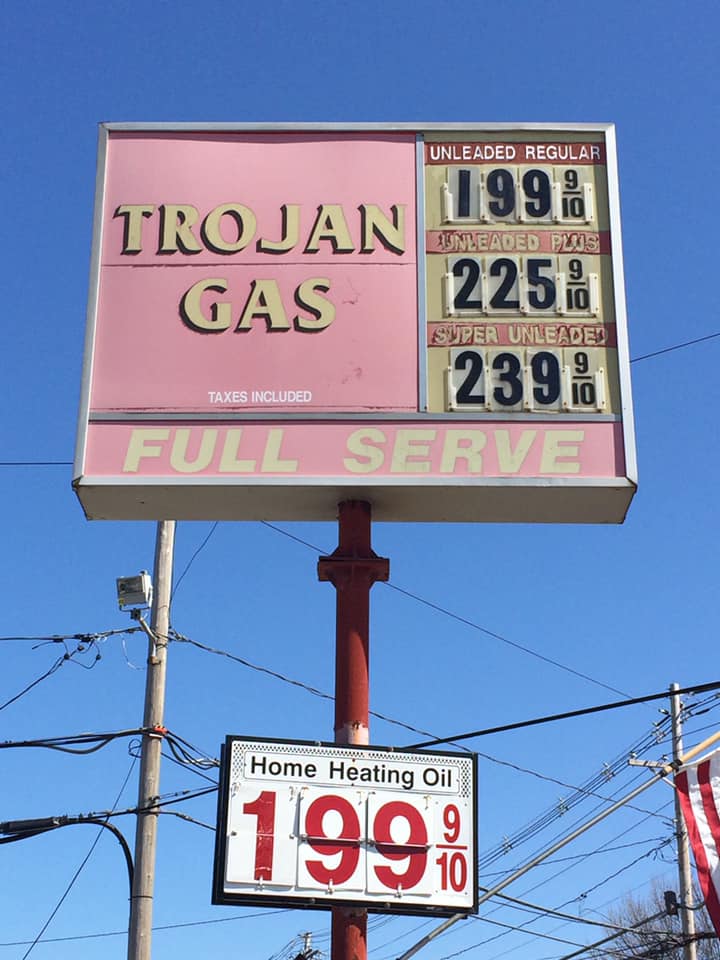 TROJAN
GAS
TAXES INCLUDED
UNLEADED REGULAR
199 9/10
UNLEADED PLUS
225 9/10
SUPER UNLEADED
239 9/10
FULL SERVE
Home Heating Oil
199 9/10